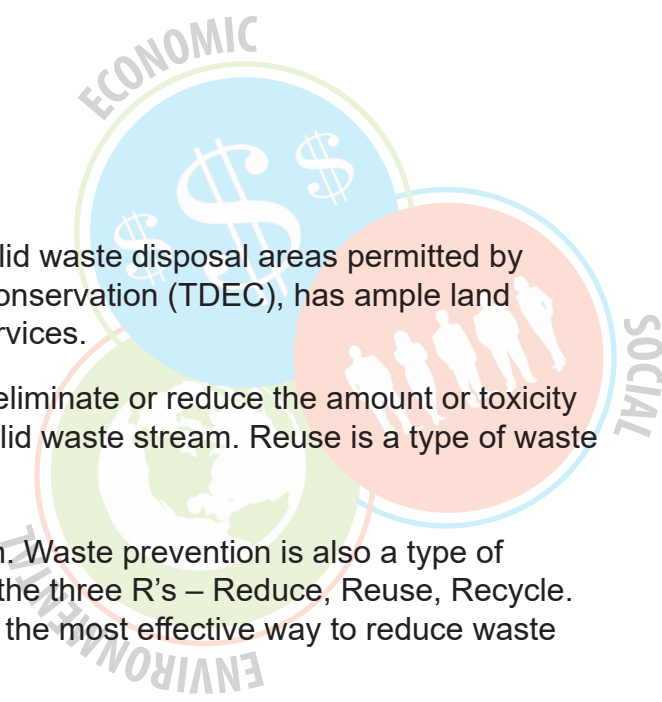 ECONOMIC
lid waste disposal areas permitted by
onservation (TDEC), has ample land
rvices.
SOCIAL
eliminate or reduce the amount or toxicity
lid waste stream. Reuse is a type of waste
n. Waste prevention is also a type of
the three R’s – Reduce, Reuse, Recycle.
the most effective way to reduce waste
ENVIRONMENTAL